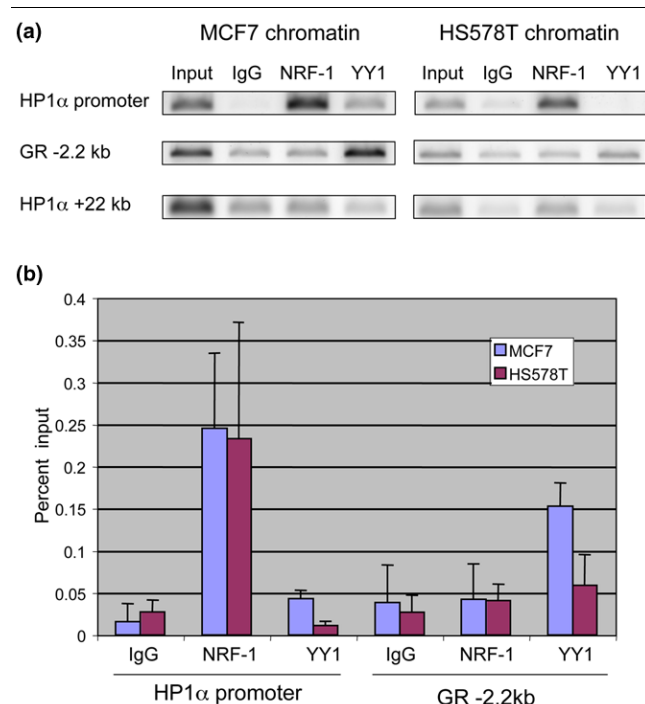 (a)
MCF7 chromatin HS578T chromatin
Input IgG NRF-1 YY1 Input IgG NRF-1 YY1
HP1α promoter
GR -2.2 kb
HP1α +22 kb
(b)
0.4
0.35
0.3
0.25
0.2
0.15
0.1
0.05
0
Percent input
MCF7
HS578T
IgG NRF-1 YY1 IgG NRF-1 YY1
HP1α promoter GR -2.2kb